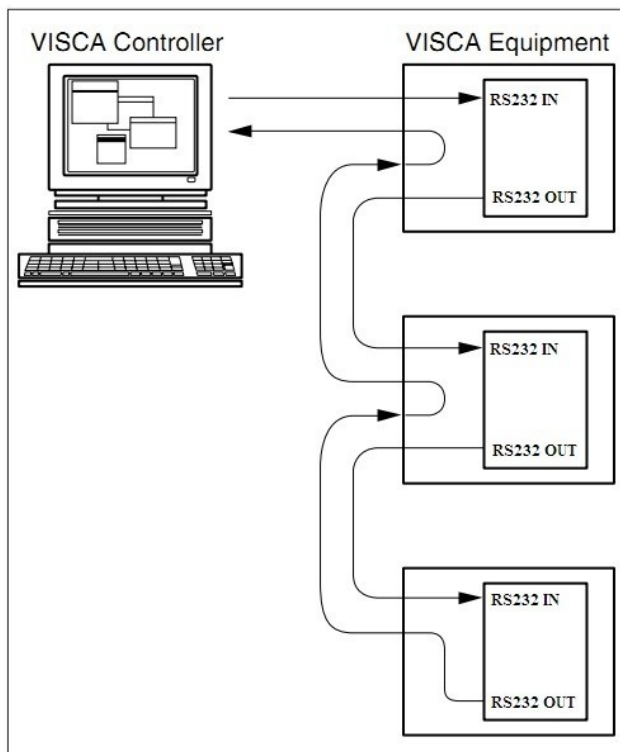 VISCA Controller
VISCA Equipment
RS232 IN
RS232 OUT
RS232 IN
RS232 OUT
RS232 IN
RS232 OUT